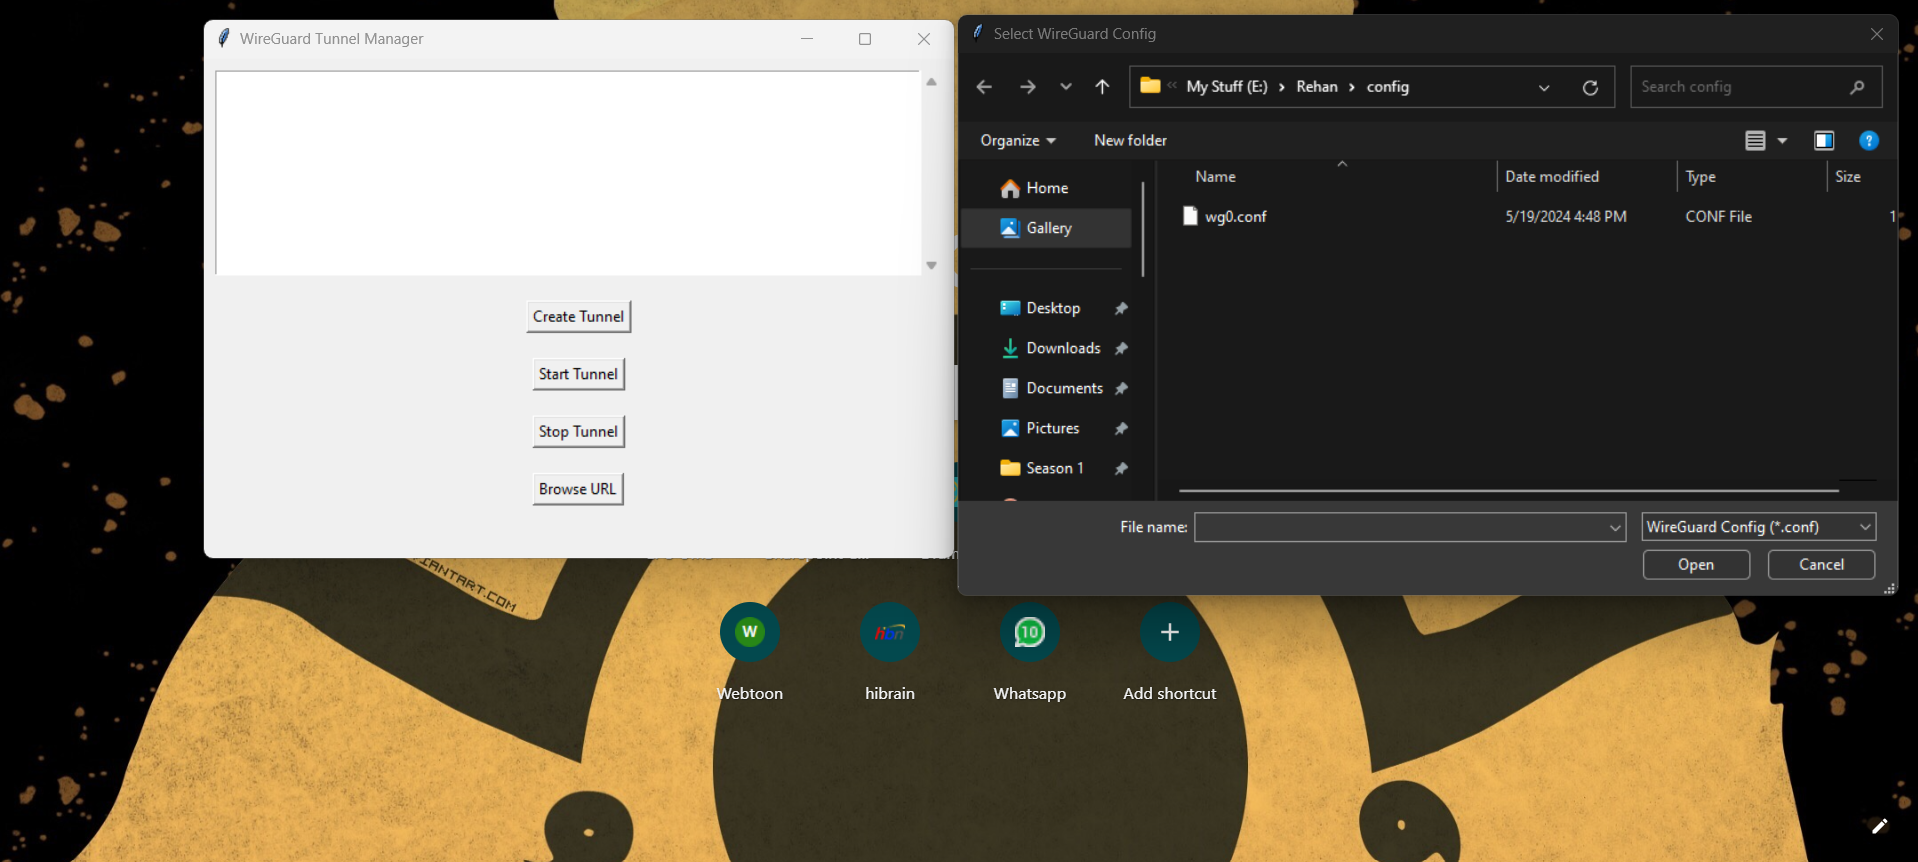 WireGuard Tunnel Manager
Create Tunnel
Start Tunnel
Stop Tunnel
Browse URL
Select WireGuard Config
« My Stuff (E:) › Rehan › config
Search config
Organize
New folder
Home
Gallery
Desktop
Downloads
Documents
Pictures
Season 1
Name Date modified Type Size
wg0.conf 5/19/2024 4:48 PM CONF File 1
File name:
WireGuard Config (*.conf)
Open
Cancel
IANTART.COM
W
hibn
10
Webtoon
hibrain
Whatsapp
Add shortcut